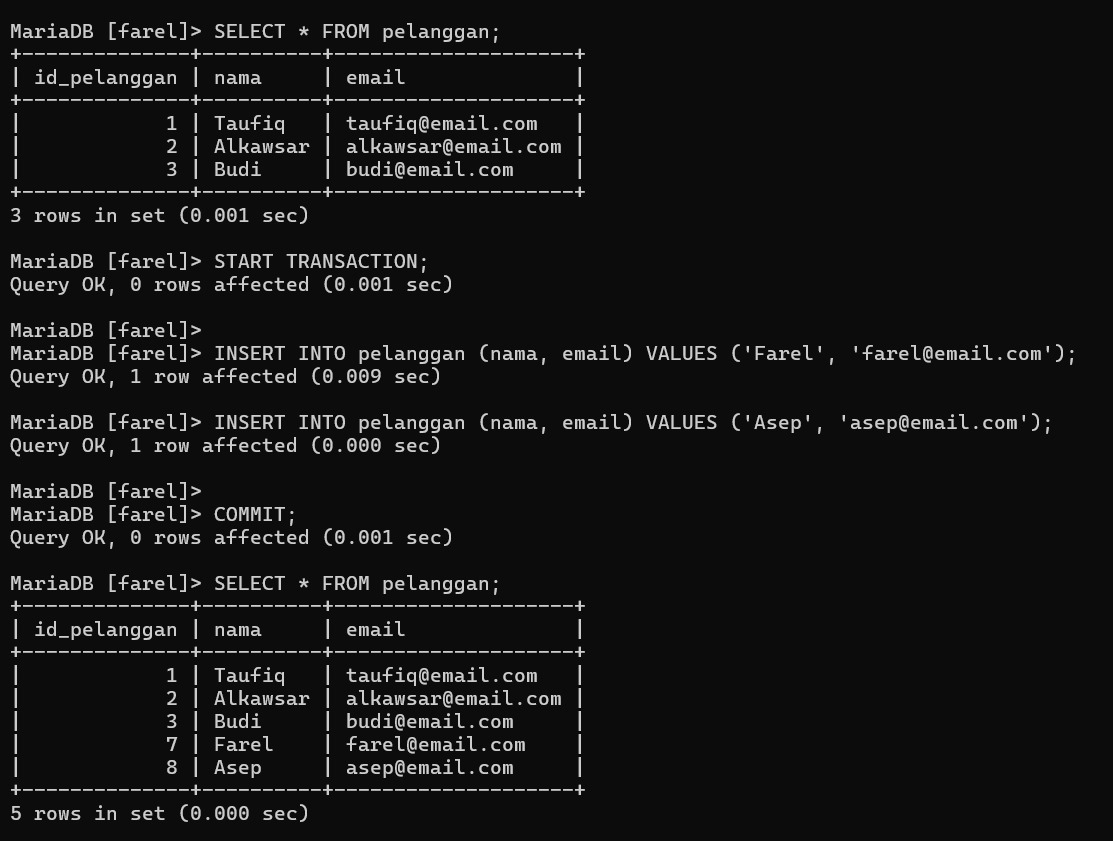 MariaDB [farel]> SELECT * FROM pelanggan;
+--------------+----------+--------------------+
| id_pelanggan | nama     | email              |
+--------------+----------+--------------------+
|            1 | Taufiq   | taufiq@email.com   |
|            2 | Alkawsar | alkawsar@email.com |
|            3 | Budi     | budi@email.com     |
+--------------+----------+--------------------+
3 rows in set (0.001 sec)

MariaDB [farel]> START TRANSACTION;
Query OK, 0 rows affected (0.001 sec)

MariaDB [farel]>
MariaDB [farel]> INSERT INTO pelanggan (nama, email) VALUES ('Farel', 'farel@email.com');
Query OK, 1 row affected (0.009 sec)

MariaDB [farel]> INSERT INTO pelanggan (nama, email) VALUES ('Asep', 'asep@email.com');
Query OK, 1 row affected (0.000 sec)

MariaDB [farel]>
MariaDB [farel]> COMMIT;
Query OK, 0 rows affected (0.001 sec)

MariaDB [farel]> SELECT * FROM pelanggan;
+--------------+----------+--------------------+
| id_pelanggan | nama     | email              |
+--------------+----------+--------------------+
|            1 | Taufiq   | taufiq@email.com   |
|            2 | Alkawsar | alkawsar@email.com |
|            3 | Budi     | budi@email.com     |
|            7 | Farel    | farel@email.com    |
|            8 | Asep     | asep@email.com     |
+--------------+----------+--------------------+
5 rows in set (0.000 sec)